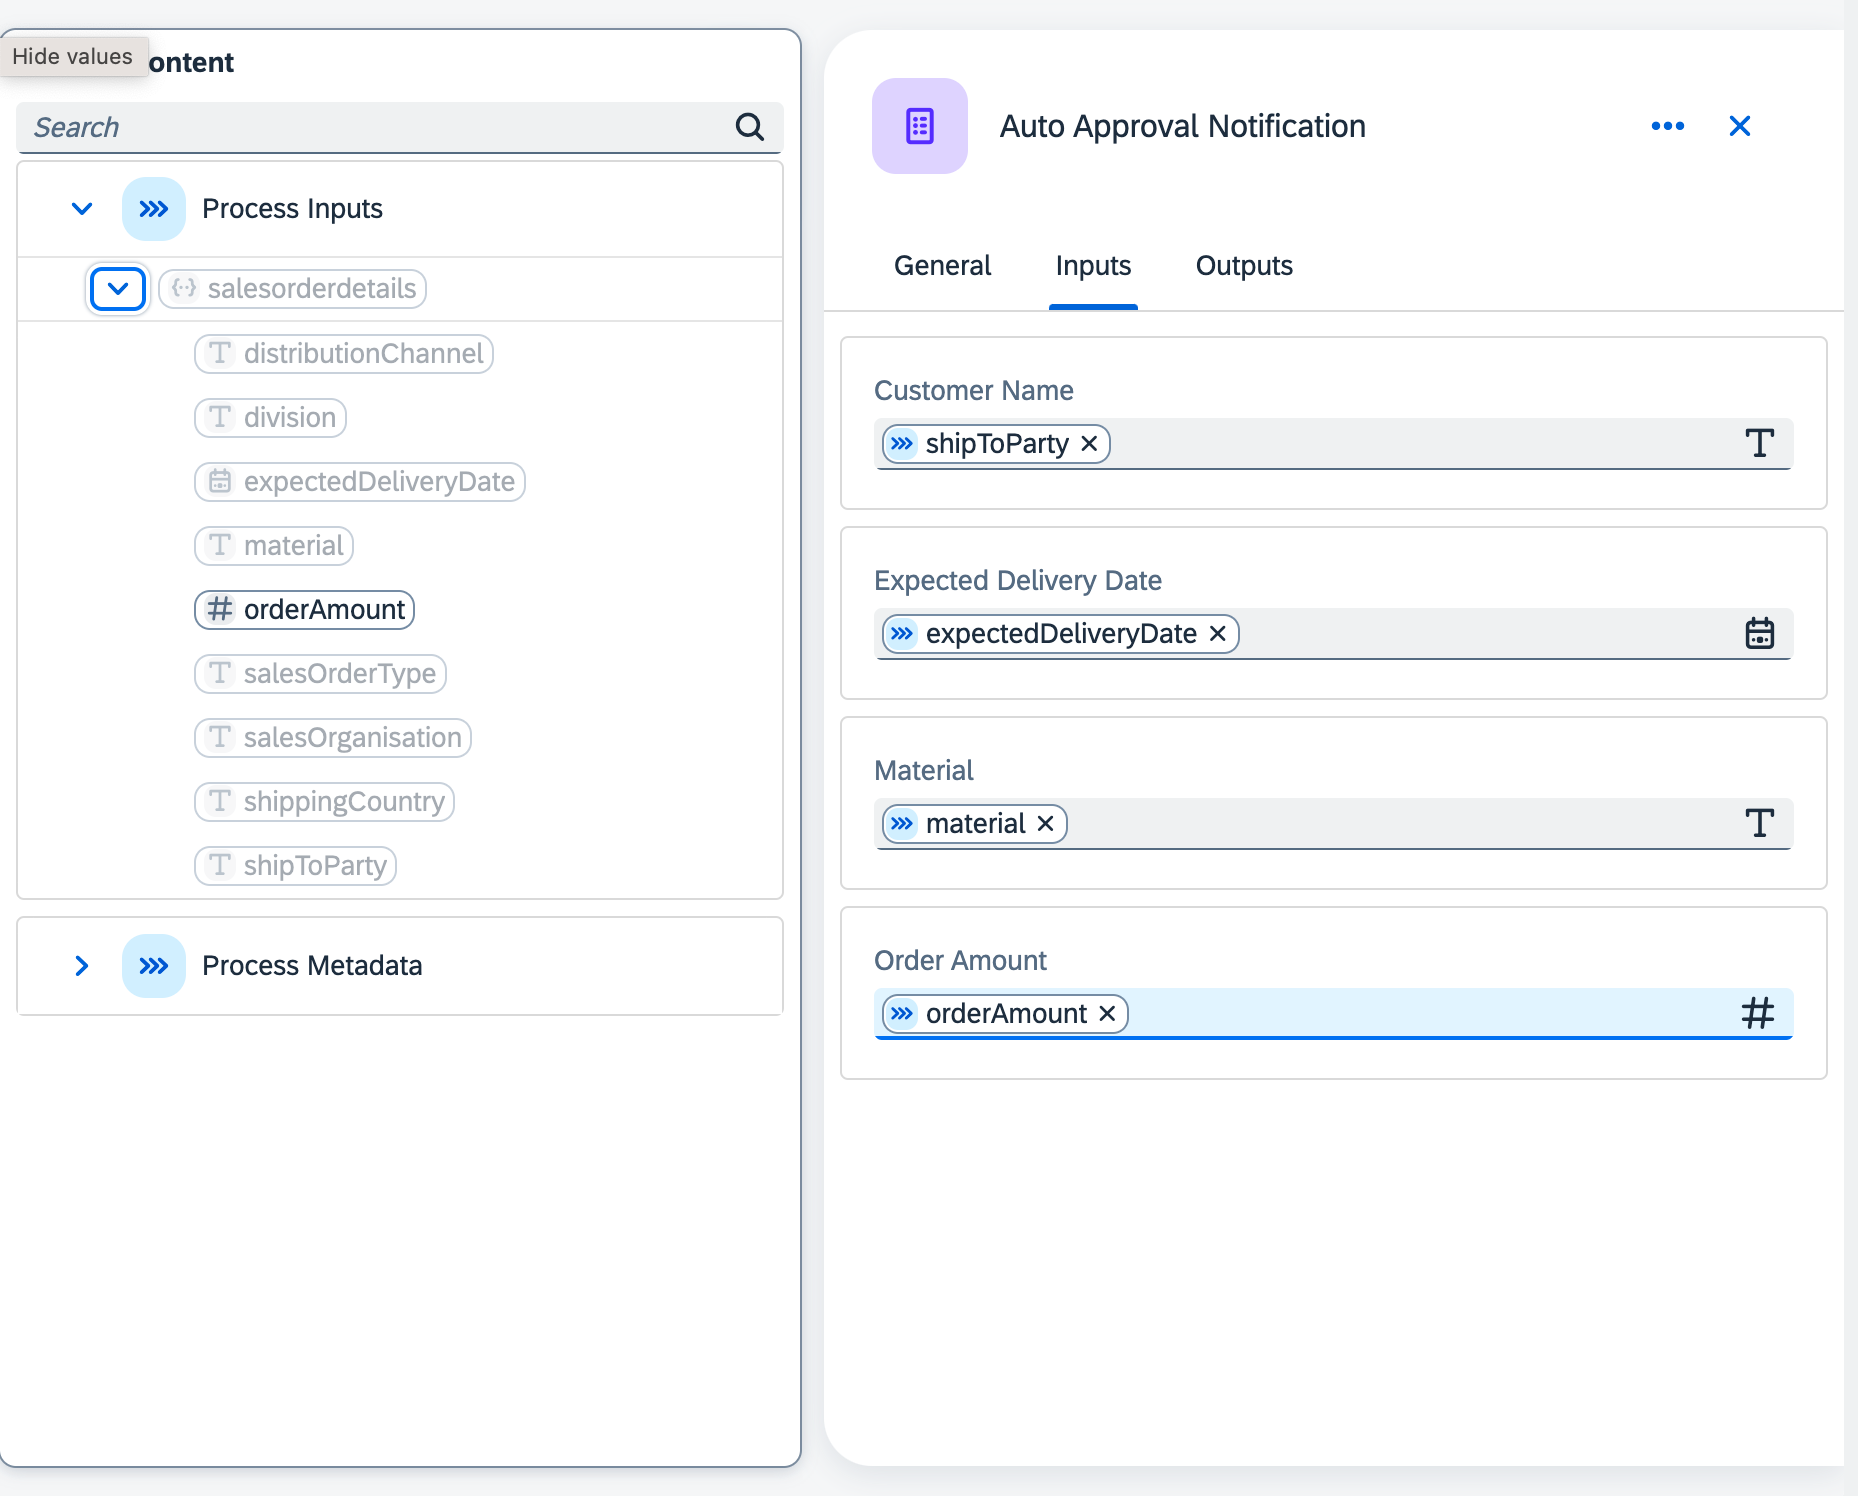 Hide values
ontent
Search
Process Inputs
salesorderdetails
distributionChannel
division
expectedDeliveryDate
material
orderAmount
salesOrderType
salesOrganisation
shippingCountry
shipToParty
Process Metadata
Auto Approval Notification
General Inputs Outputs
Customer Name
shipToParty
Expected Delivery Date
expectedDeliveryDate
Material
material
Order Amount
orderAmount